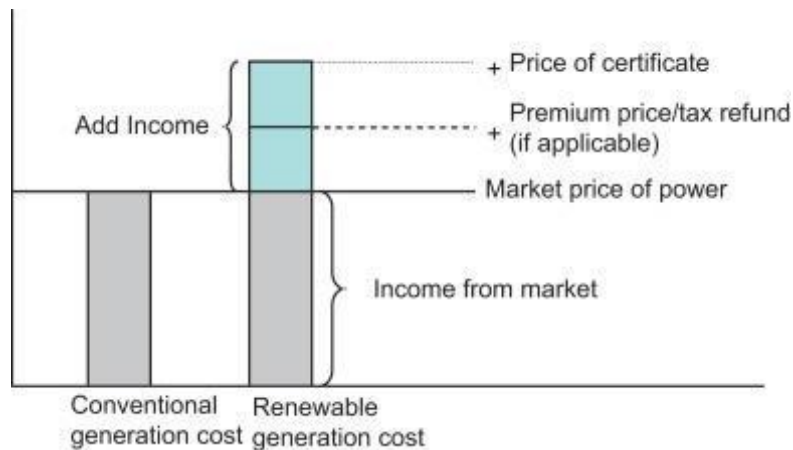 + Price of certificate
Add Income
Premium price/tax refund
+ (if applicable)
Market price of power
Income from market
Conventional
generation cost
Renewable
generation cost